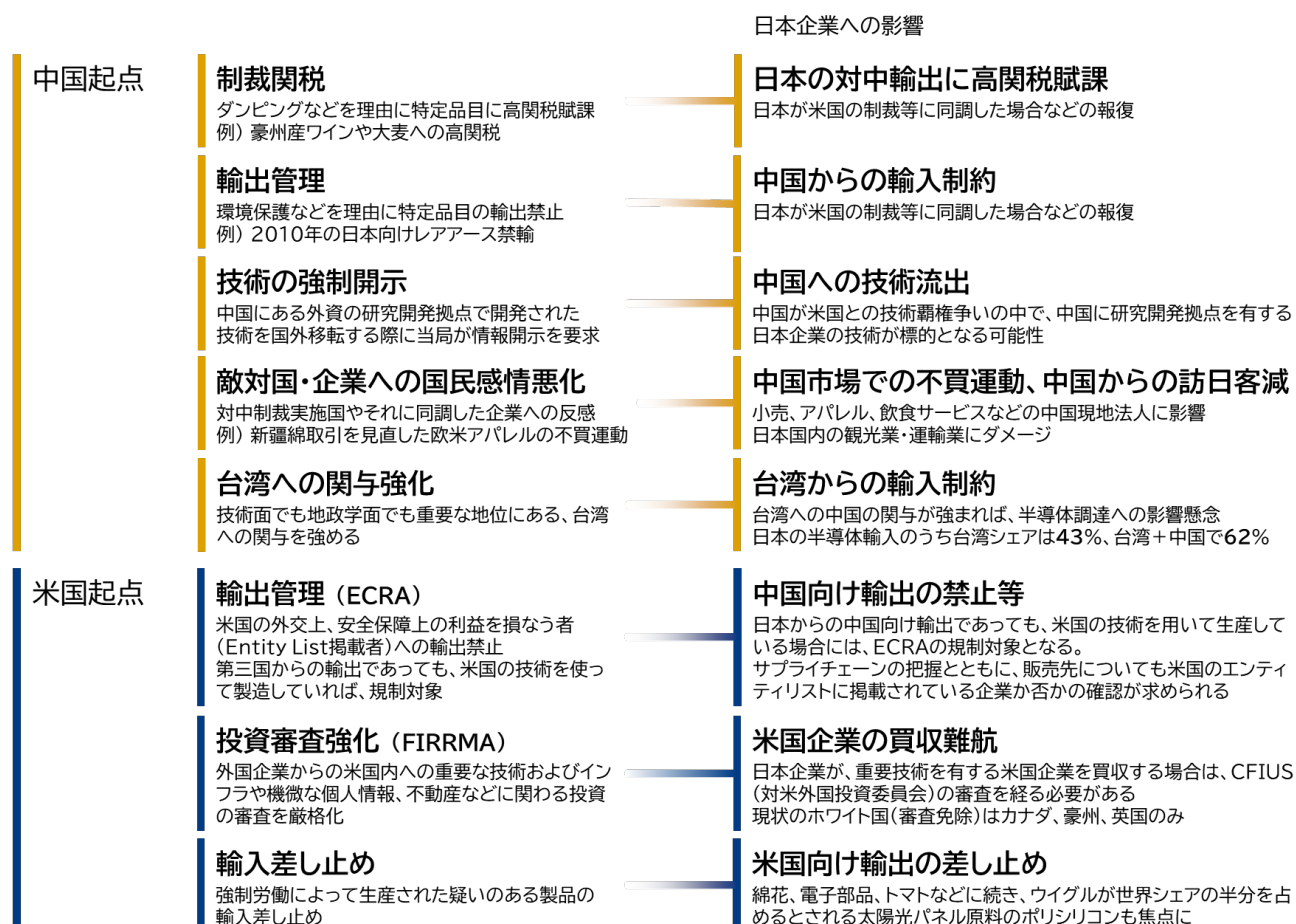 日本企業への影響
中国起点
制裁関税
ダンピングなどを理由に特定品目に高関税賦課
例）豪州産ワインや大麦への高関税
日本の対中輸出に高関税賦課
日本が米国の制裁等に同調した場合などの報復
輸出管理
環境保護などを理由に特定品目の輸出禁止
例）2010年の日本向けレアアース禁輸
中国からの輸入制約
日本が米国の制裁等に同調した場合などの報復
技術の強制開示
中国にある外資の研究開発拠点で開発された
技術を国外移転する際に当局が情報開示を要求
中国への技術流出
中国が米国との技術覇権争いの中で、中国に研究開発拠点を有する
日本企業の技術が標的となる可能性
敵対国・企業への国民感情悪化
対中制裁実施国やそれに同調した企業への反感
例）新疆綿取引を見直した欧米アパレルの不買運動
中国市場での不買運動、中国からの訪日客減
小売、アパレル、飲食サービスなどの中国現地法人に影響
日本国内の観光業・運輸業にダメージ
台湾への関与強化
技術面でも地政学面でも重要な地位にある、台湾
への関与を強める
台湾からの輸入制約
台湾への中国の関与が強まれば、半導体調達への影響懸念
日本の半導体輸入のうち台湾シェアは43%、台湾＋中国で62%
米国起点
輸出管理（ECRA）
米国の外交上、安全保障上の利益を損なう者
（Entity List掲載者）への輸出禁止
第三国からの輸出であっても、米国の技術を使っ
て製造していれば、規制対象
中国向け輸出の禁止等
日本からの中国向け輸出であっても、米国の技術を用いて生産して
いる場合には、ECRAの規制対象となる。
サプライチェーンの把握とともに、販売先についても米国のエンティ
ティリストに掲載されている企業か否かの確認が求められる
投資審査強化（FIRRMA）
外国企業からの米国内への重要な技術およびイン
フラや機微な個人情報、不動産などに関わる投資
の審査を厳格化
米国企業の買収難航
日本企業が、重要技術を有する米国企業を買収する場合は、CFIUS
（対米外国投資委員会）の審査を経る必要がある
現状のホワイト国（審査免除）はカナダ、豪州、英国のみ
輸入差し止め
強制労働によって生産された疑いのある製品の
輸入差し止め
米国向け輸出の差し止め
綿花、電子部品、トマトなどに続き、ウイグルが世界シェアの半分を占
めるとされる太陽光パネル原料のポリシリコンも焦点に